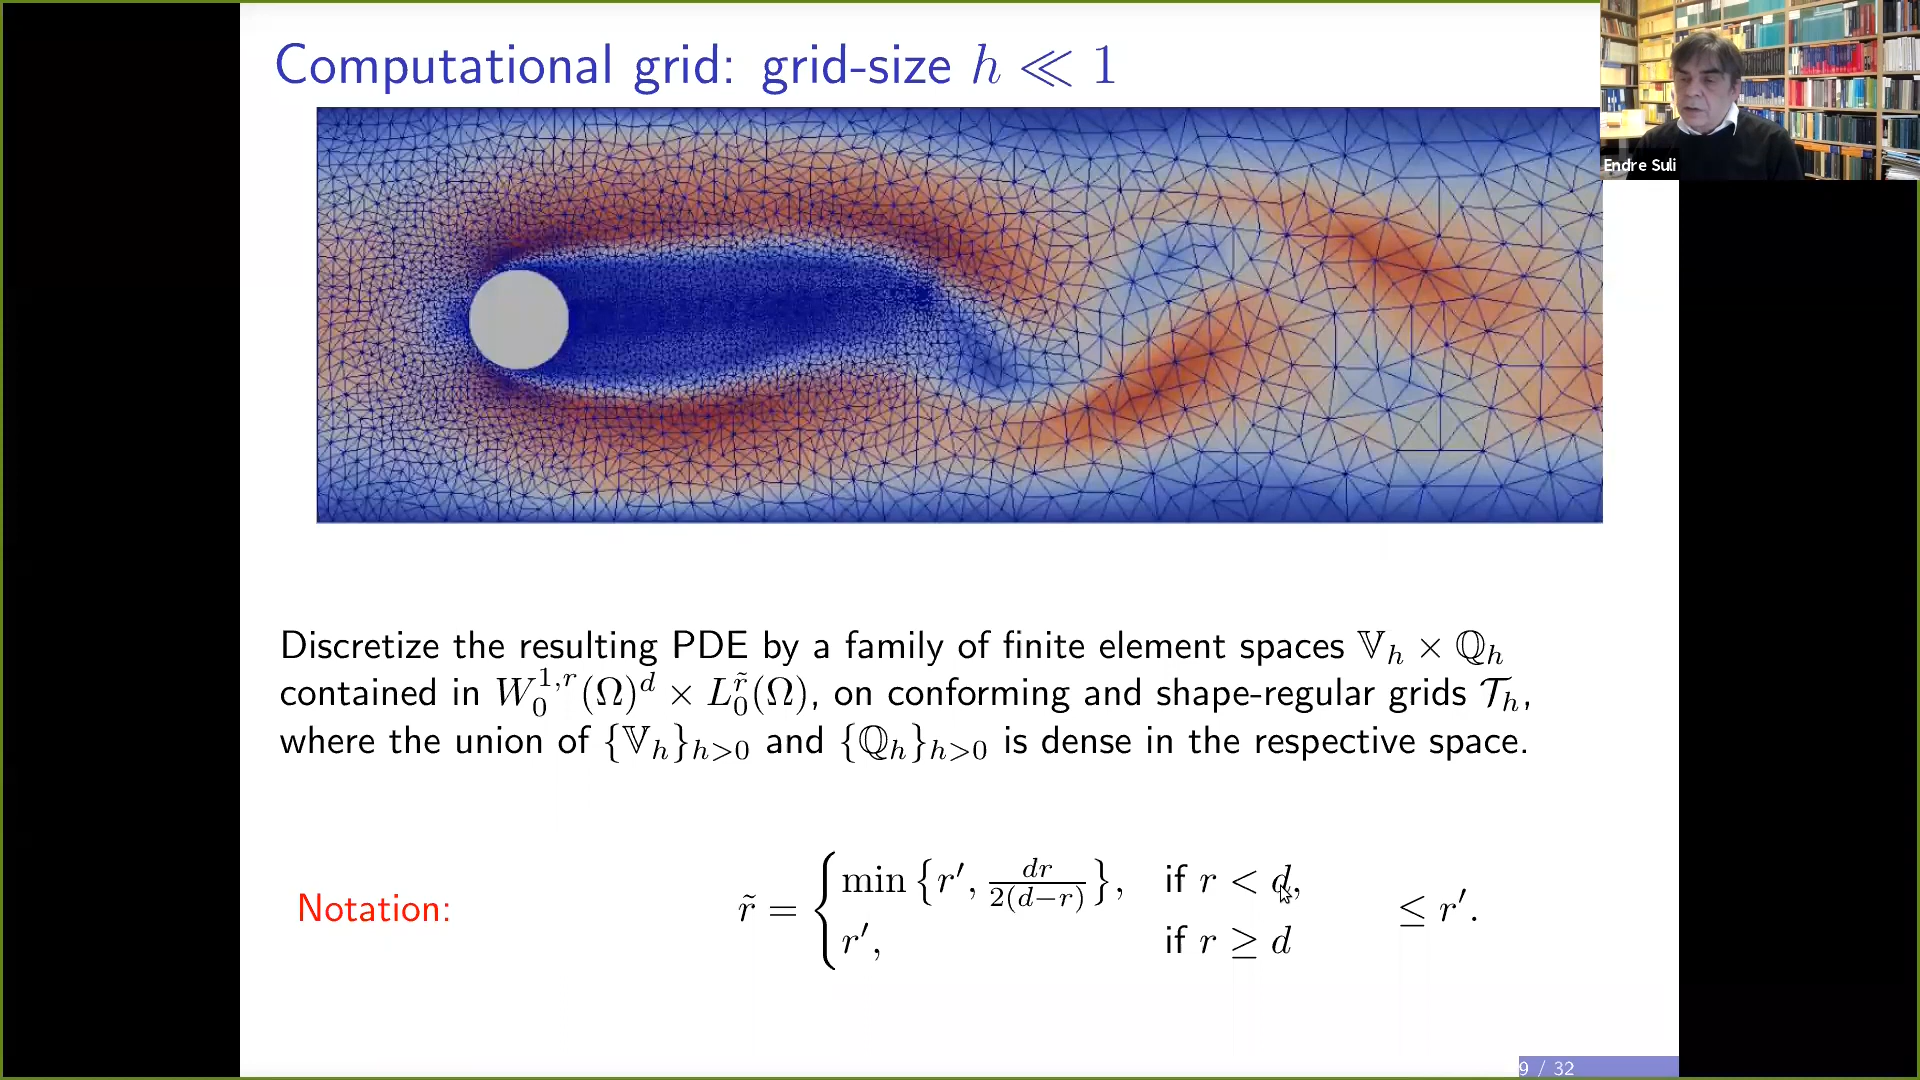 Computational grid: grid-size h ≪ 1
Endre Suli
Discretize the resulting PDE by a family of finite element spaces 𝕍_h × ℚ_h
contained in W_0^{1,r}(Ω)^d × L_0^{r̃}(Ω), on conforming and shape-regular grids 𝒯_h,
where the union of {𝕍_h}_{h>0} and {ℚ_h}_{h>0} is dense in the respective space.
Notation: r̃ = { min {r′, dr/2(d−r)}, if r < d,
r′, if r ≥ d ≤ r′.
9 / 32